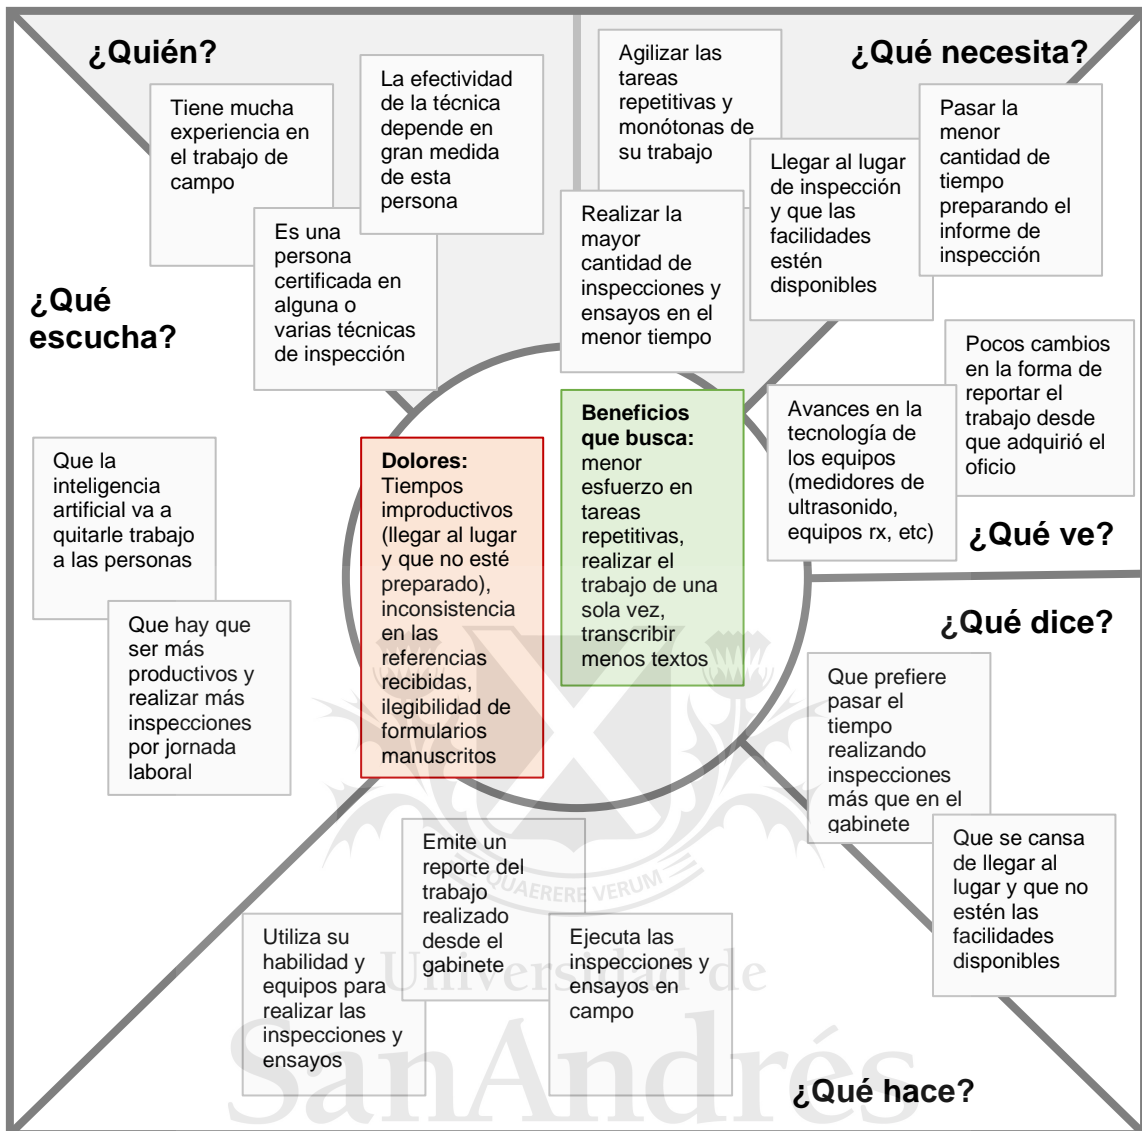 ¿Quién?
Tiene mucha
experiencia en
el trabajo de
campo
La efectividad
de la técnica
depende en
gran medida
de esta
persona
Es una
persona
certificada en
alguna o
varias técnicas
de inspección
¿Qué necesita?
Agilizar las
tareas
repetitivas y
monótonas de
su trabajo
Realizar la
mayor
cantidad de
inspecciones y
ensayos en el
menor tiempo
Llegar al lugar
de inspección
y que las
facilidades
estén
disponibles
Pasar la
menor
cantidad de
tiempo
preparando el
informe de
inspección
¿Qué
escucha?
Que la
inteligencia
artificial va a
quitarle trabajo
a las personas
Que hay que
ser más
productivos y
realizar más
inspecciones
por jornada
laboral
Dolores:
Tiempos
improductivos
(llegar al lugar
y que no esté
preparado),
inconsistencia
en las
referencias
recibidas,
ilegibilidad de
formularios
manuscritos
Beneficios
que busca:
menor
esfuerzo en
tareas
repetitivas,
realizar el
trabajo de una
sola vez,
transcribir
menos textos
Pocos cambios
en la forma de
reportar el
trabajo desde
que adquirió el
oficio
Avances en la
tecnología de
los equipos
(medidores de
ultrasonido,
equipos rx, etc)
¿Qué ve?
¿Qué dice?
Que prefiere
pasar el
tiempo
realizando
inspecciones
más que en el
gabinete
Que se cansa
de llegar al
lugar y que no
estén las
facilidades
disponibles
Emite un
reporte del
trabajo
realizado
desde el
gabinete
Utiliza su
habilidad y
equipos para
realizar las
inspecciones y
ensayos
Ejecuta las
inspecciones y
ensayos en
campo
¿Qué hace?
QUAERERE VERUM
Universidad de
SanAndrés